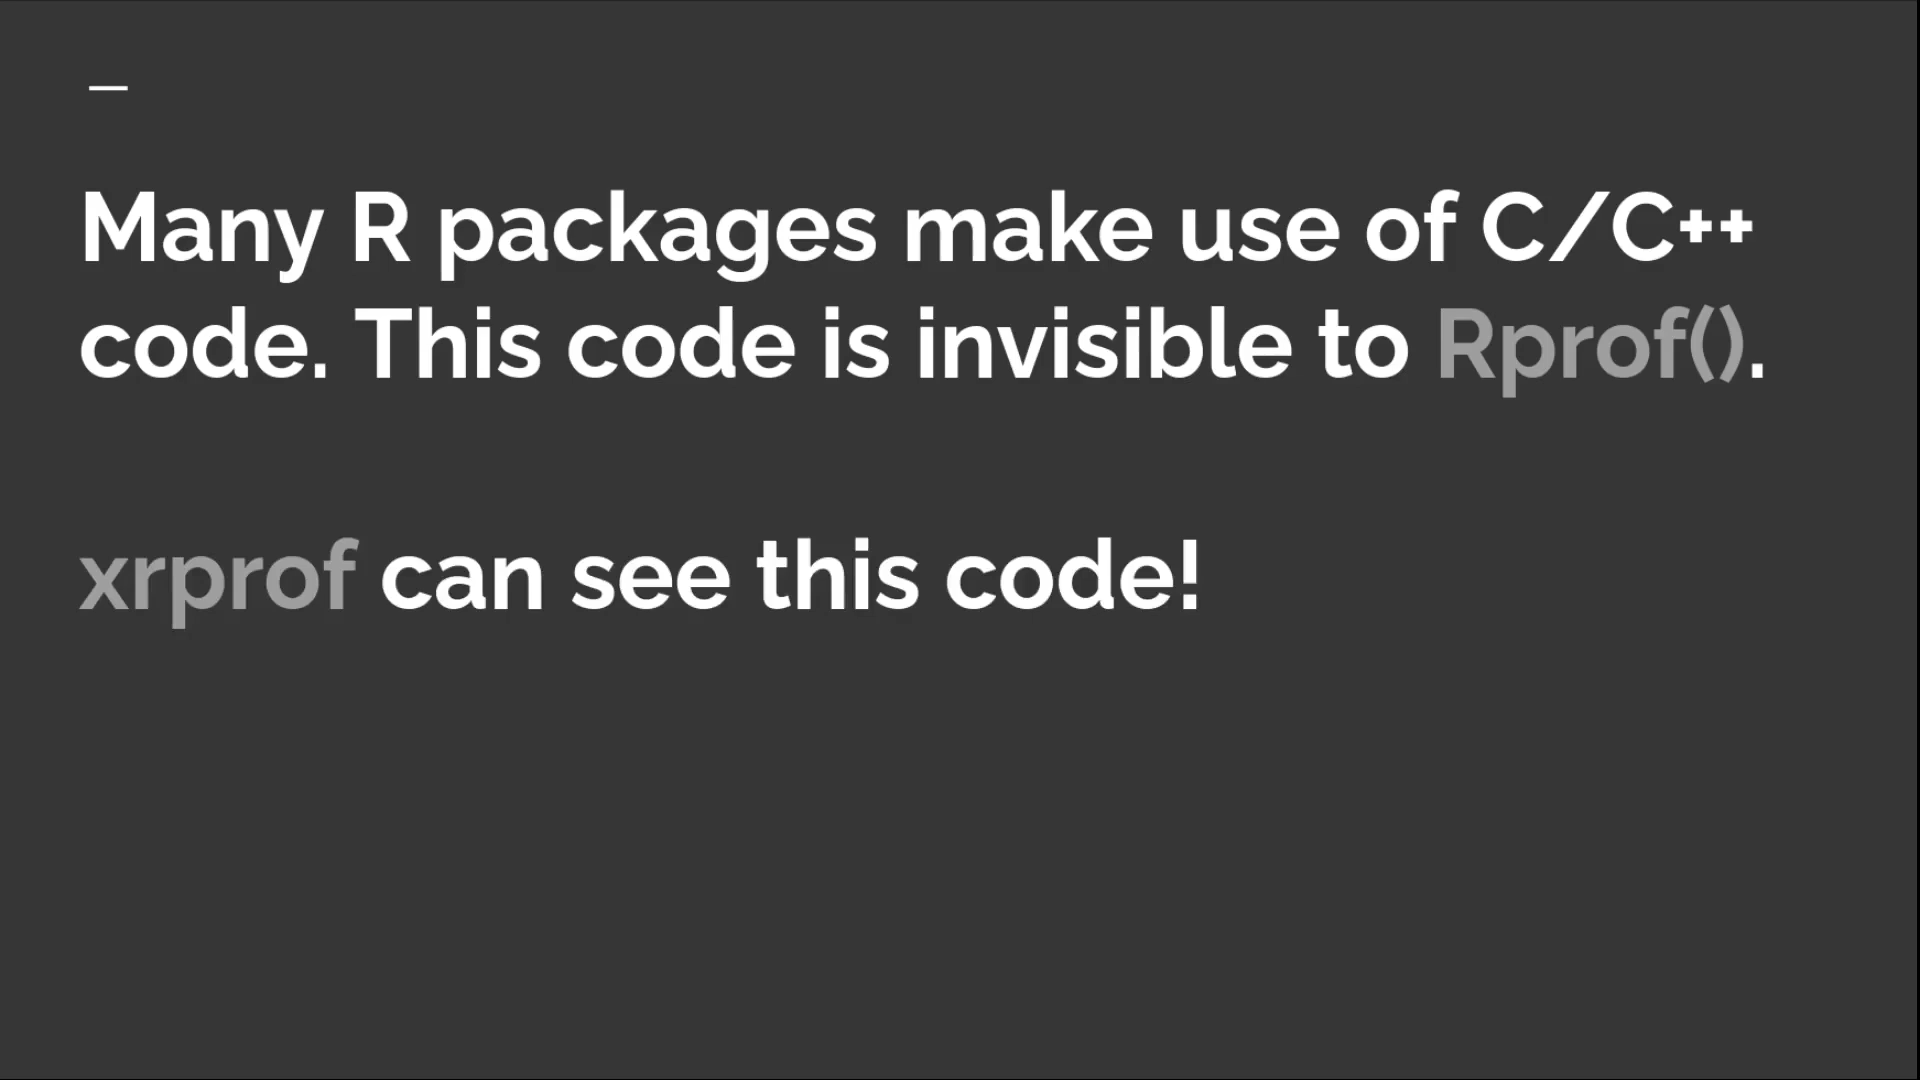 Many R packages make use of C/C++
code. This code is invisible to Rprof().
xrprof can see this code!